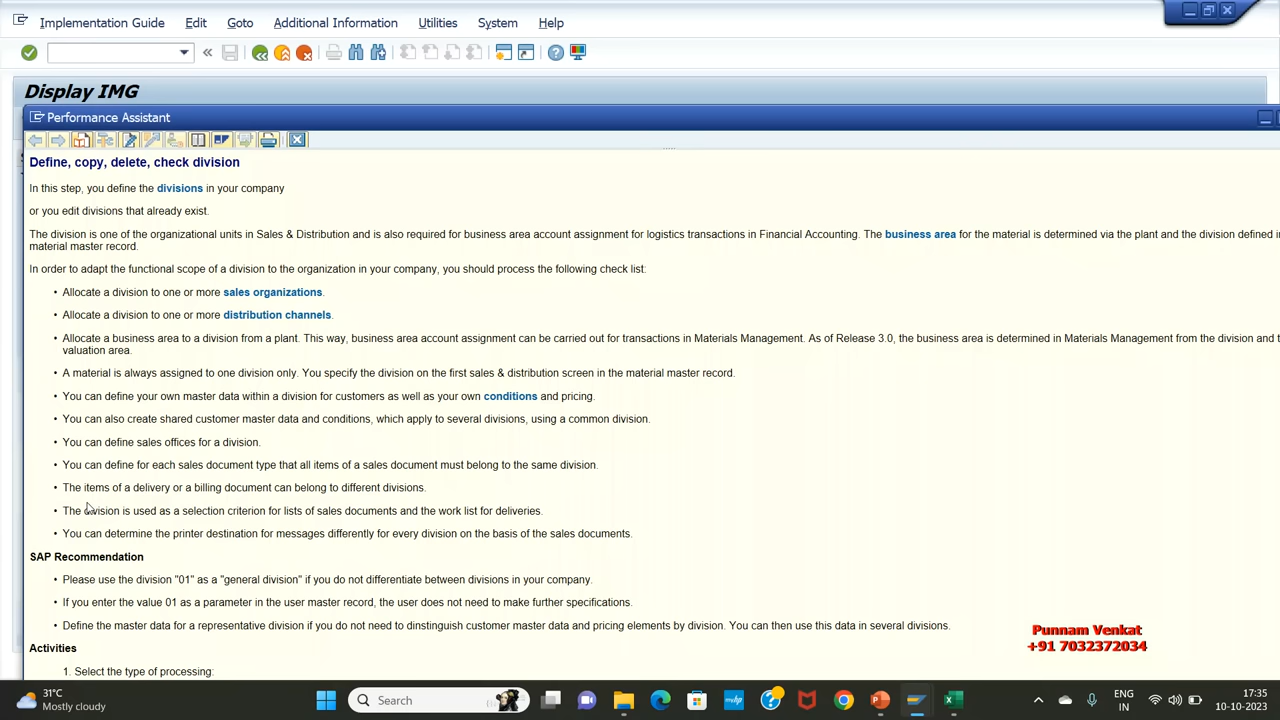 Implementation Guide Edit Goto Additional Information Utilities System Help
Display IMG
Performance Assistant
Define, copy, delete, check division
In this step, you define the divisions in your company
or you edit divisions that already exist.
The division is one of the organizational units in Sales & Distribution and is also required for business area account assignment for logistics transactions in Financial Accounting. The business area for the material is determined via the plant and the division defined in
material master record.
In order to adapt the functional scope of a division to the organization in your company, you should process the following check list:
• Allocate a division to one or more sales organizations.
• Allocate a division to one or more distribution channels.
• Allocate a business area to a division from a plant. This way, business area account assignment can be carried out for transactions in Materials Management. As of Release 3.0, the business area is determined in Materials Management from the division and
valuation area.
• A material is always assigned to one division only. You specify the division on the first sales & distribution screen in the material master record.
• You can define your own master data within a division for customers as well as your own conditions and pricing.
• You can also create shared customer master data and conditions, which apply to several divisions, using a common division.
• You can define sales offices for a division.
• You can define for each sales document type that all items of a sales document must belong to the same division.
• The items of a delivery or a billing document can belong to different divisions.
• The division is used as a selection criterion for lists of sales documents and the work list for deliveries.
• You can determine the printer destination for messages differently for every division on the basis of the sales documents.
SAP Recommendation
• Please use the division "01" as a "general division" if you do not differentiate between divisions in your company.
• If you enter the value 01 as a parameter in the user master record, the user does not need to make further specifications.
• Define the master data for a representative division if you do not need to dinstinguish customer master data and pricing elements by division. You can then use this data in several divisions.
Punnam Venkat
+91 7032372034
Activities
1. Select the type of processing:
31°C
Mostly cloudy
Search
ENG
IN
17:35
10-10-2023